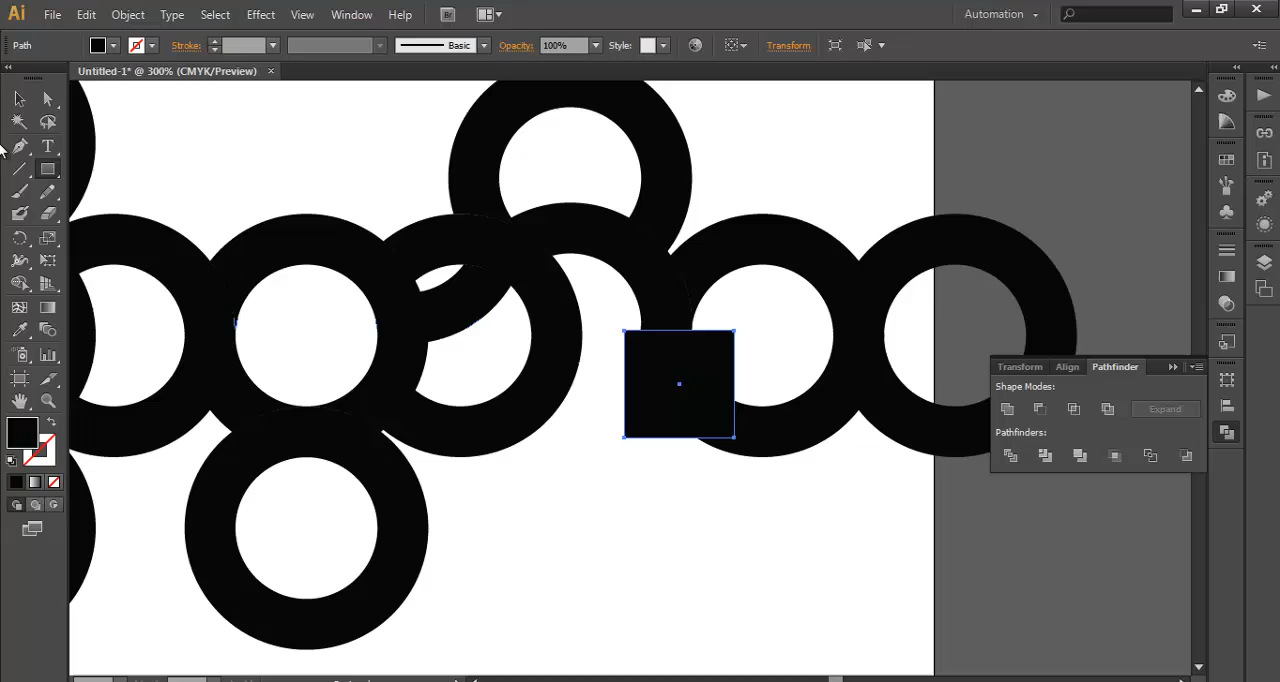 Ai File Edit Object Type Select Effect View Window Help Br Automation
Path Stroke: Basic Opacity: 100% Style: Transform
Untitled-1* @ 300% (CMYK/Preview) ×
Transform Align Pathfinder
Shape Modes:
Expand
Pathfinders: